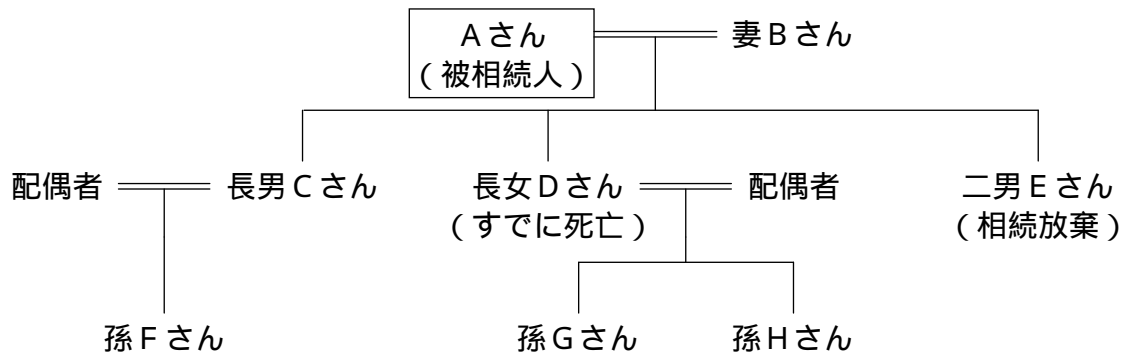 Aさん
(被相続人)
妻Bさん
配偶者
長男Cさん
長女Dさん
(すでに死亡)
配偶者
二男Eさん
(相続放棄)
孫Fさん
孫Gさん
孫Hさん